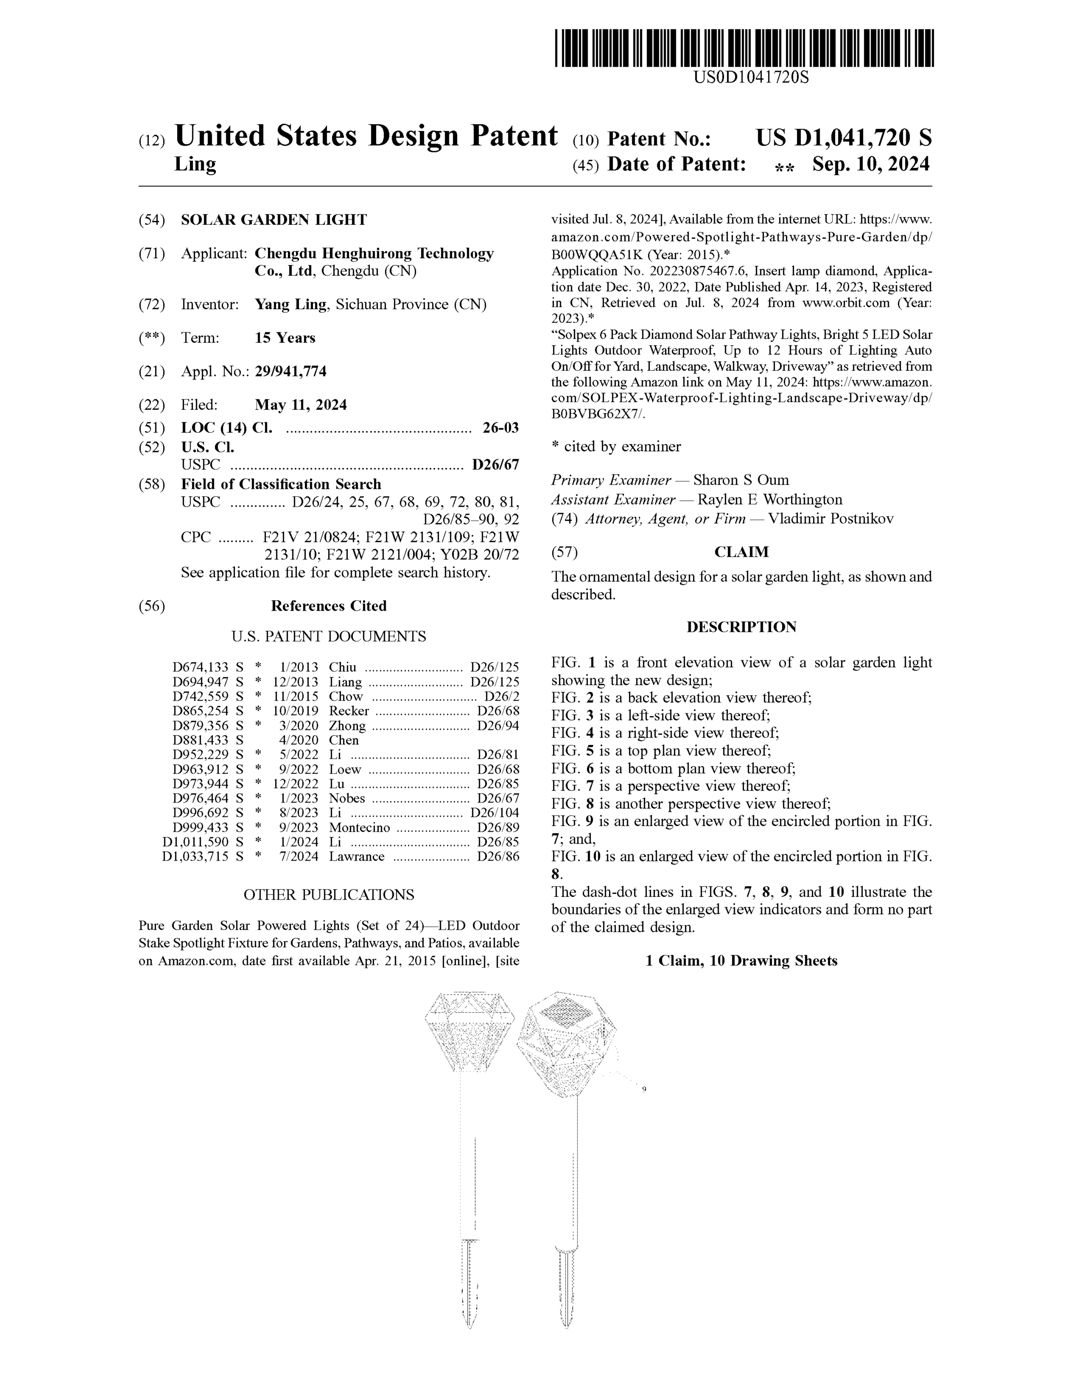 US0D1041720S
(12) United States Design Patent
Ling
(10) Patent No.: US D1,041,720 S
(45) Date of Patent: ** Sep. 10, 2024
(54) SOLAR GARDEN LIGHT
(71) Applicant: Chengdu Henghuirong Technology
Co., Ltd, Chengdu (CN)
(72) Inventor: Yang Ling, Sichuan Province (CN)
(**) Term: 15 Years
(21) Appl. No.: 29/941,774
(22) Filed: May 11, 2024
(51) LOC (14) Cl. ............................................... 26-03
(52) U.S. Cl.
USPC ........................................................... D26/67
(58) Field of Classification Search
USPC .............. D26/24, 25, 67, 68, 69, 72, 80, 81,
D26/85–90, 92
CPC ......... F21V 21/0824; F21W 2131/109; F21W
2131/10; F21W 2121/004; Y02B 20/72
See application file for complete search history.
(56) References Cited
U.S. PATENT DOCUMENTS
D674,133 S * 1/2013 Chiu ............................ D26/125
D694,947 S * 12/2013 Liang ........................... D26/125
D742,559 S * 11/2015 Chow .............................. D26/2
D865,254 S * 10/2019 Recker ........................... D26/68
D879,356 S * 3/2020 Zhong ............................ D26/94
D881,433 S 4/2020 Chen
D952,229 S * 5/2022 Li .................................. D26/81
D963,912 S * 9/2022 Loew ............................. D26/68
D973,944 S * 12/2022 Lu .................................. D26/85
D976,464 S * 1/2023 Nobes ............................ D26/67
D996,692 S * 8/2023 Li ................................ D26/104
D999,433 S * 9/2023 Montecino ..................... D26/89
D1,011,590 S * 1/2024 Li .................................. D26/85
D1,033,715 S * 7/2024 Lawrance ...................... D26/86
OTHER PUBLICATIONS
Pure Garden Solar Powered Lights (Set of 24)—LED Outdoor
Stake Spotlight Fixture for Gardens, Pathways, and Patios, available
on Amazon.com, date first available Apr. 21, 2015 [online], [site
visited Jul. 8, 2024], Available from the internet URL: https://www.
amazon.com/Powered-Spotlight-Pathways-Pure-Garden/dp/
B00WQQA51K (Year: 2015).*
Application No. 202230875467.6, Insert lamp diamond, Applica-
tion date Dec. 30, 2022, Date Published Apr. 14, 2023, Registered
in CN, Retrieved on Jul. 8, 2024 from www.orbit.com (Year:
2023).*
“Solpex 6 Pack Diamond Solar Pathway Lights, Bright 5 LED Solar
Lights Outdoor Waterproof, Up to 12 Hours of Lighting Auto
On/Off for Yard, Landscape, Walkway, Driveway” as retrieved from
the following Amazon link on May 11, 2024: https://www.amazon.
com/SOLPEX-Waterproof-Lighting-Landscape-Driveway/dp/
B0BVBG62X7/.
* cited by examiner
Primary Examiner — Sharon S Oum
Assistant Examiner — Raylen E Worthington
(74) Attorney, Agent, or Firm — Vladimir Postnikov
(57) CLAIM
The ornamental design for a solar garden light, as shown and
described.
DESCRIPTION
FIG. 1 is a front elevation view of a solar garden light
showing the new design;
FIG. 2 is a back elevation view thereof;
FIG. 3 is a left-side view thereof;
FIG. 4 is a right-side view thereof;
FIG. 5 is a top plan view thereof;
FIG. 6 is a bottom plan view thereof;
FIG. 7 is a perspective view thereof;
FIG. 8 is another perspective view thereof;
FIG. 9 is an enlarged view of the encircled portion in FIG.
7; and,
FIG. 10 is an enlarged view of the encircled portion in FIG.
8.
The dash-dot lines in FIGS. 7, 8, 9, and 10 illustrate the
boundaries of the enlarged view indicators and form no part
of the claimed design.
1 Claim, 10 Drawing Sheets
9